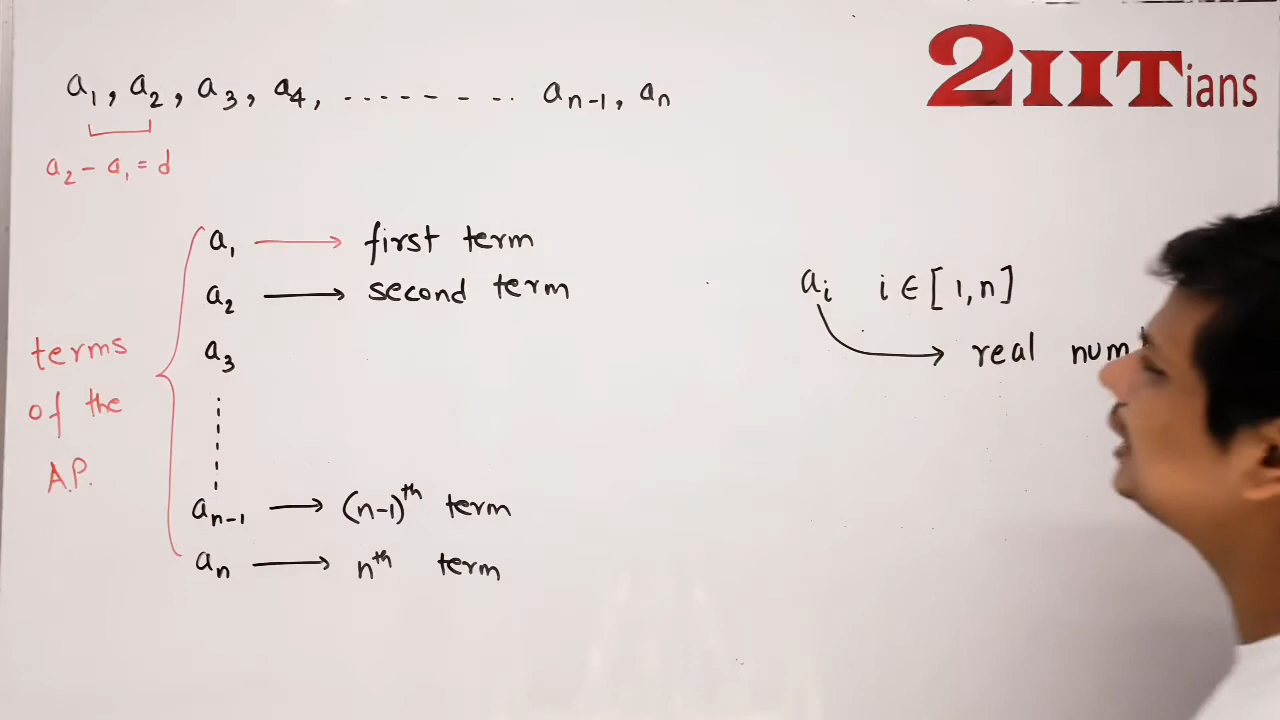 2IITians
a1, a2, a3, a4, --------.. an-1, an
a2 - a1 = d
a1 → first term
a2 → second term
a3
an-1 → (n-1)th term
an → nth term
terms
of the
A.P.
ai i ∈ [1,n]
real